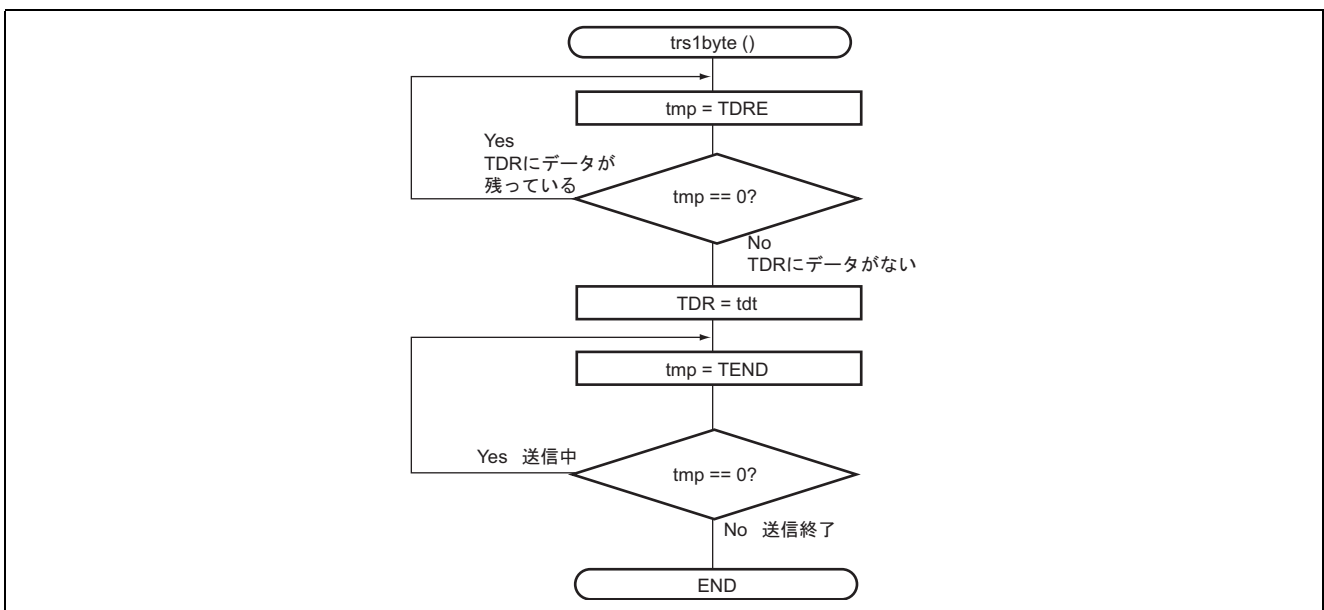 trs1byte ()
tmp = TDRE
Yes
TDRにデータが
残っている
tmp == 0?
No
TDRにデータがない
TDR = tdt
tmp = TEND
Yes 送信中
tmp == 0?
No 送信終了
END